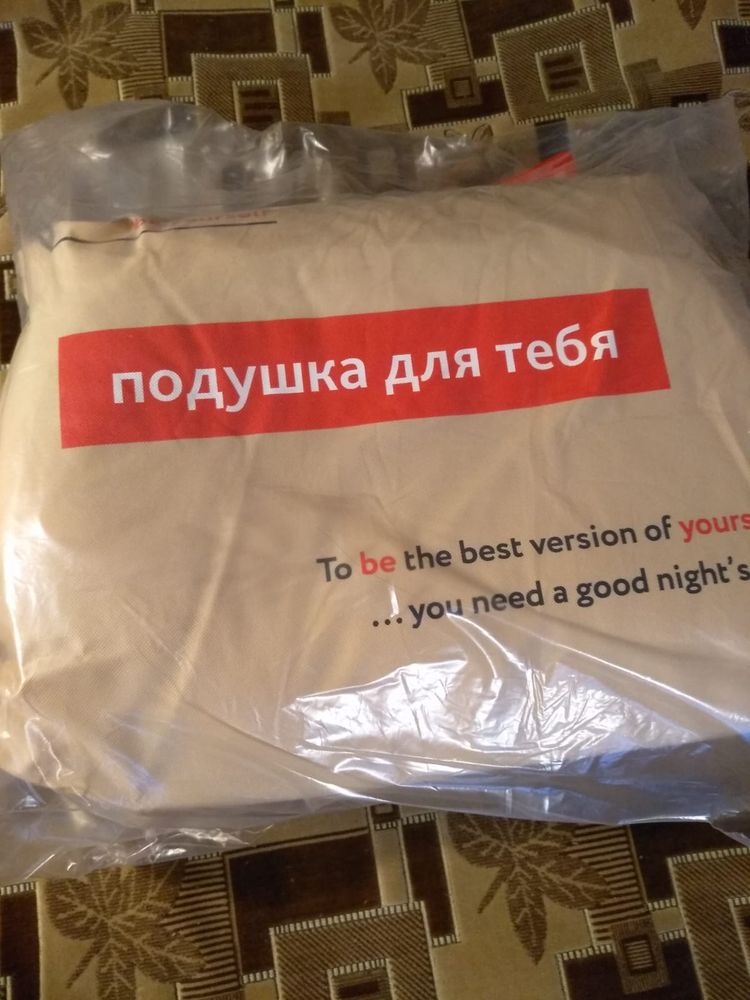 подушка для тебя
To be the best version of yours
...you need a good night's